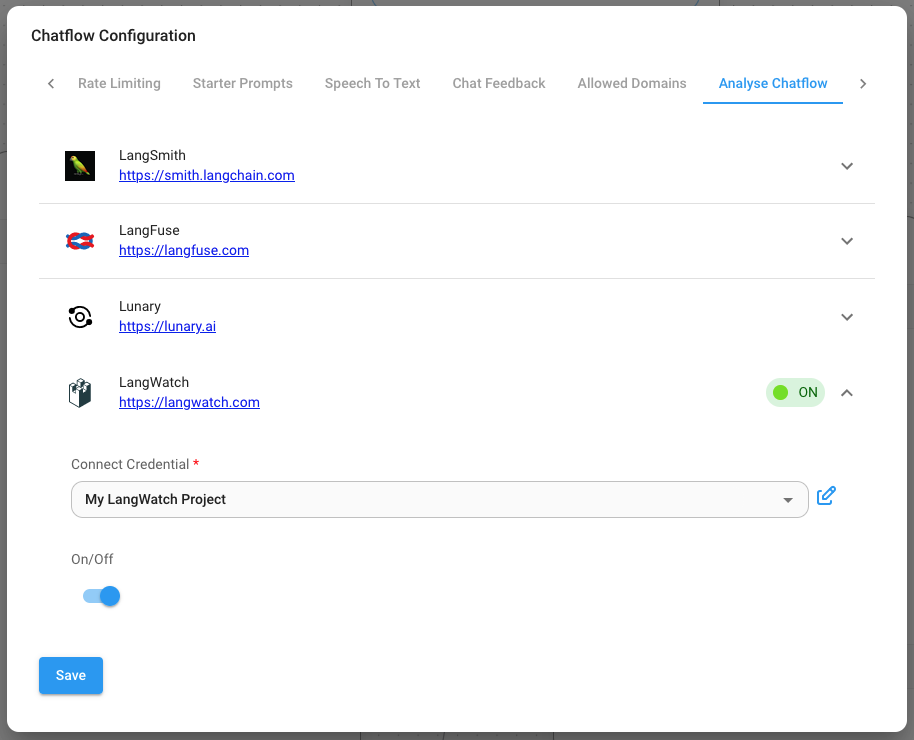 Chatflow Configuration
Rate Limiting Starter Prompts Speech To Text Chat Feedback Allowed Domains Analyse Chatflow
LangSmith
https://smith.langchain.com
LangFuse
https://langfuse.com
Lunary
https://lunary.ai
LangWatch
https://langwatch.com
ON
Connect Credential *
My LangWatch Project
On/Off
Save